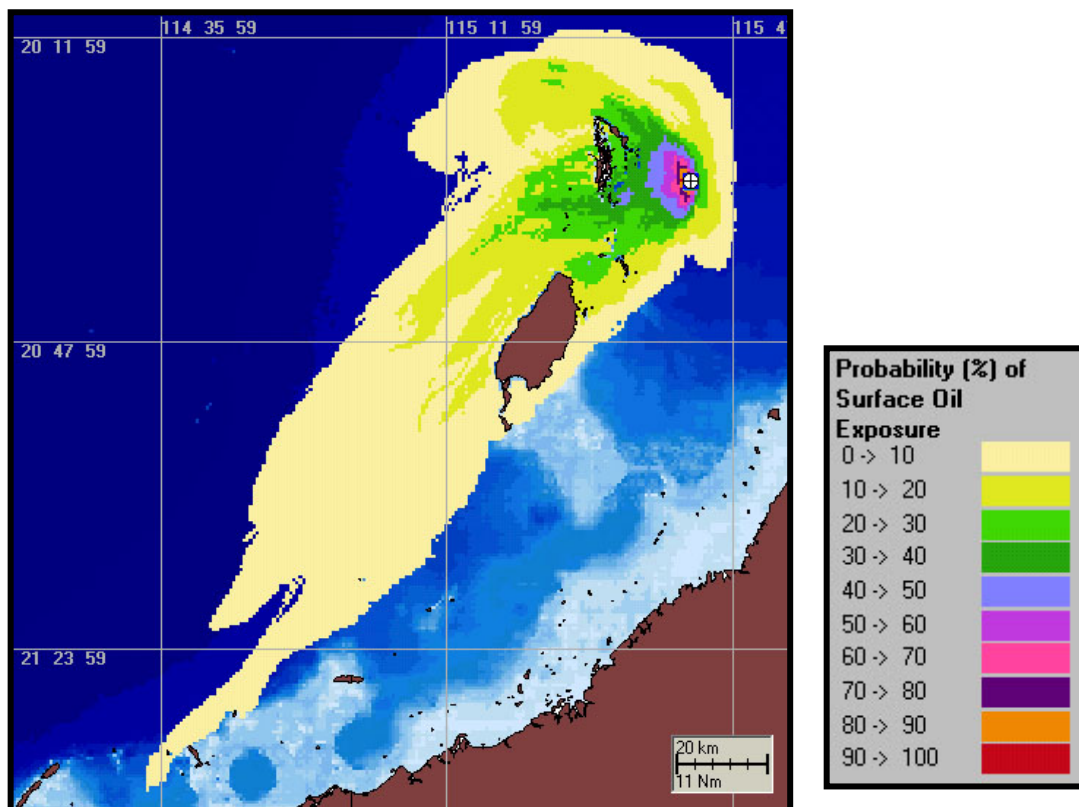 114 35 59
115 11 59
115 4
20 11 59
20 47 59
21 23 59
20 km
11 Nm
Probability (%) of
Surface Oil
Exposure
0 -> 10
10 -> 20
20 -> 30
30 -> 40
40 -> 50
50 -> 60
60 -> 70
70 -> 80
80 -> 90
90 -> 100